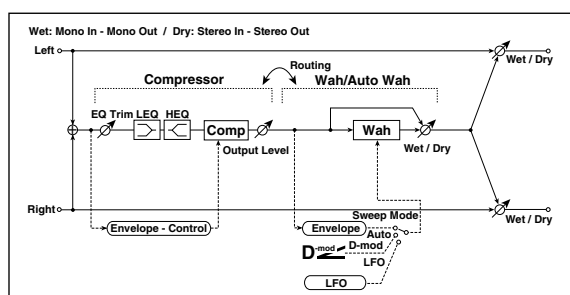 Wet: Mono In - Mono Out / Dry: Stereo In - Stereo Out
Left
Wet / Dry
Routing
Compressor
Wah/Auto Wah
EQ Trim LEQ HEQ
Comp
Wah
Output Level
Wet / Dry
Right
Wet / Dry
Sweep Mode
Envelope - Control
Envelope
Auto
D-mod
D-mod
LFO
LFO